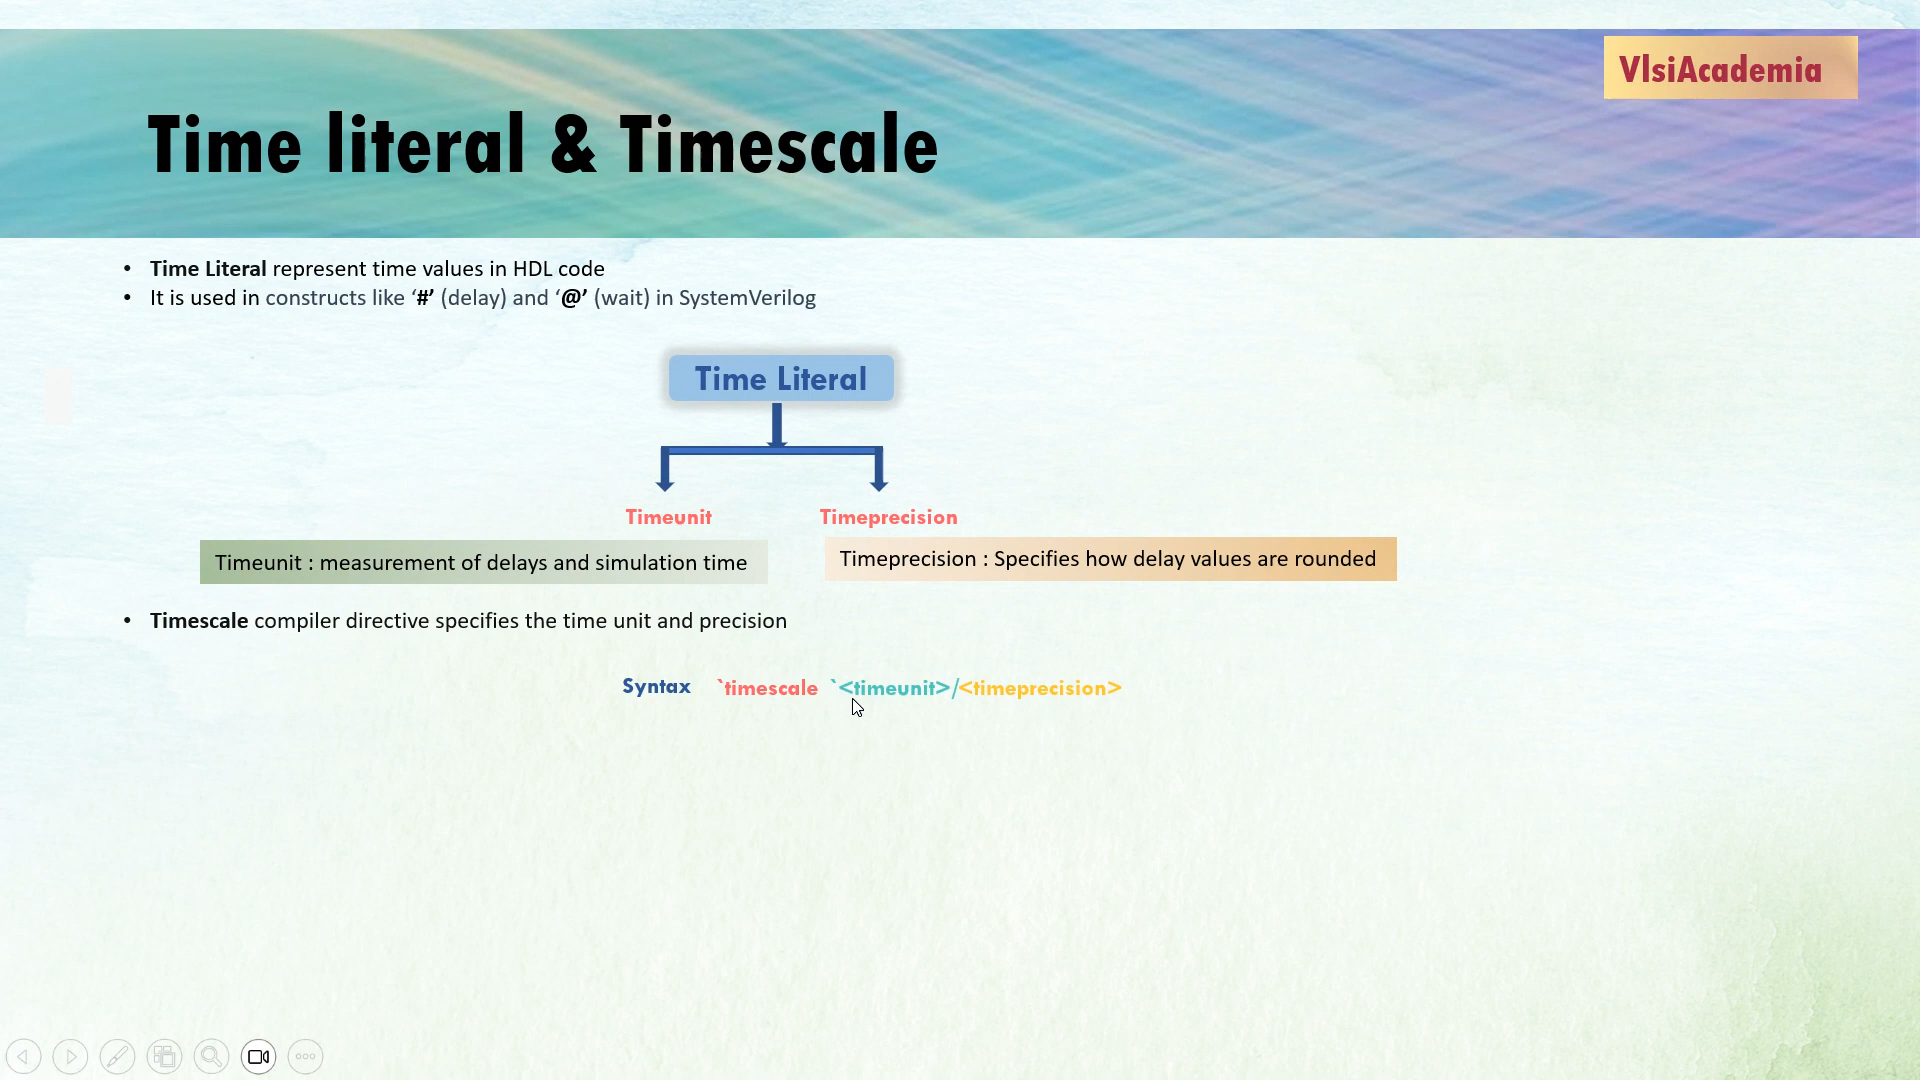 VlsiAcademia
Time literal & Timescale
• Time Literal represent time values in HDL code
• It is used in constructs like ‘#’ (delay) and ‘@’ (wait) in SystemVerilog
Time Literal
Timeunit Timeprecision
Timeunit : measurement of delays and simulation time
Timeprecision : Specifies how delay values are rounded
• Timescale compiler directive specifies the time unit and precision
Syntax `timescale `<timeunit>/<timeprecision>